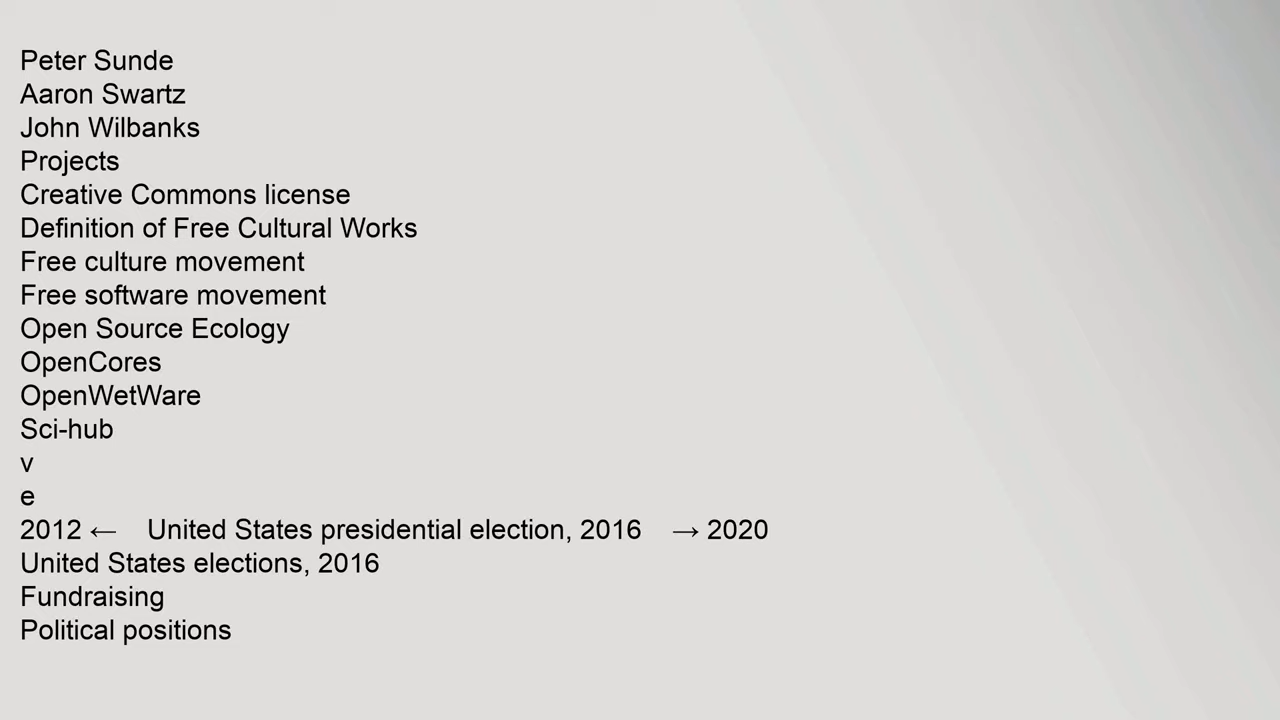 Peter Sunde
Aaron Swartz
John Wilbanks
Projects
Creative Commons license
Definition of Free Cultural Works
Free culture movement
Free software movement
Open Source Ecology
OpenCores
OpenWetWare
Sci-hub
v
e
2012 ← United States presidential election, 2016 → 2020
United States elections, 2016
Fundraising
Political positions